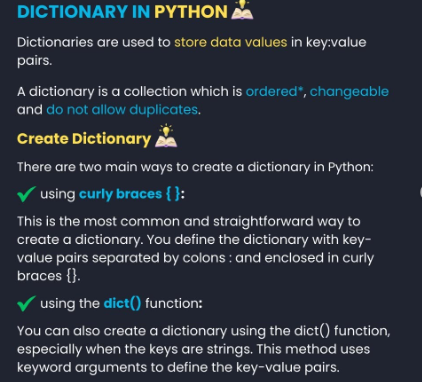 DICTIONARY IN PYTHON
Dictionaries are used to store data values in key:value
pairs.
A dictionary is a collection which is ordered*, changeable
and do not allow duplicates.
Create Dictionary
There are two main ways to create a dictionary in Python:
using curly braces { }:
This is the most common and straightforward way to
create a dictionary. You define the dictionary with key-
value pairs separated by colons : and enclosed in curly
braces {}.
using the dict() function:
You can also create a dictionary using the dict() function,
especially when the keys are strings. This method uses
keyword arguments to define the key-value pairs.